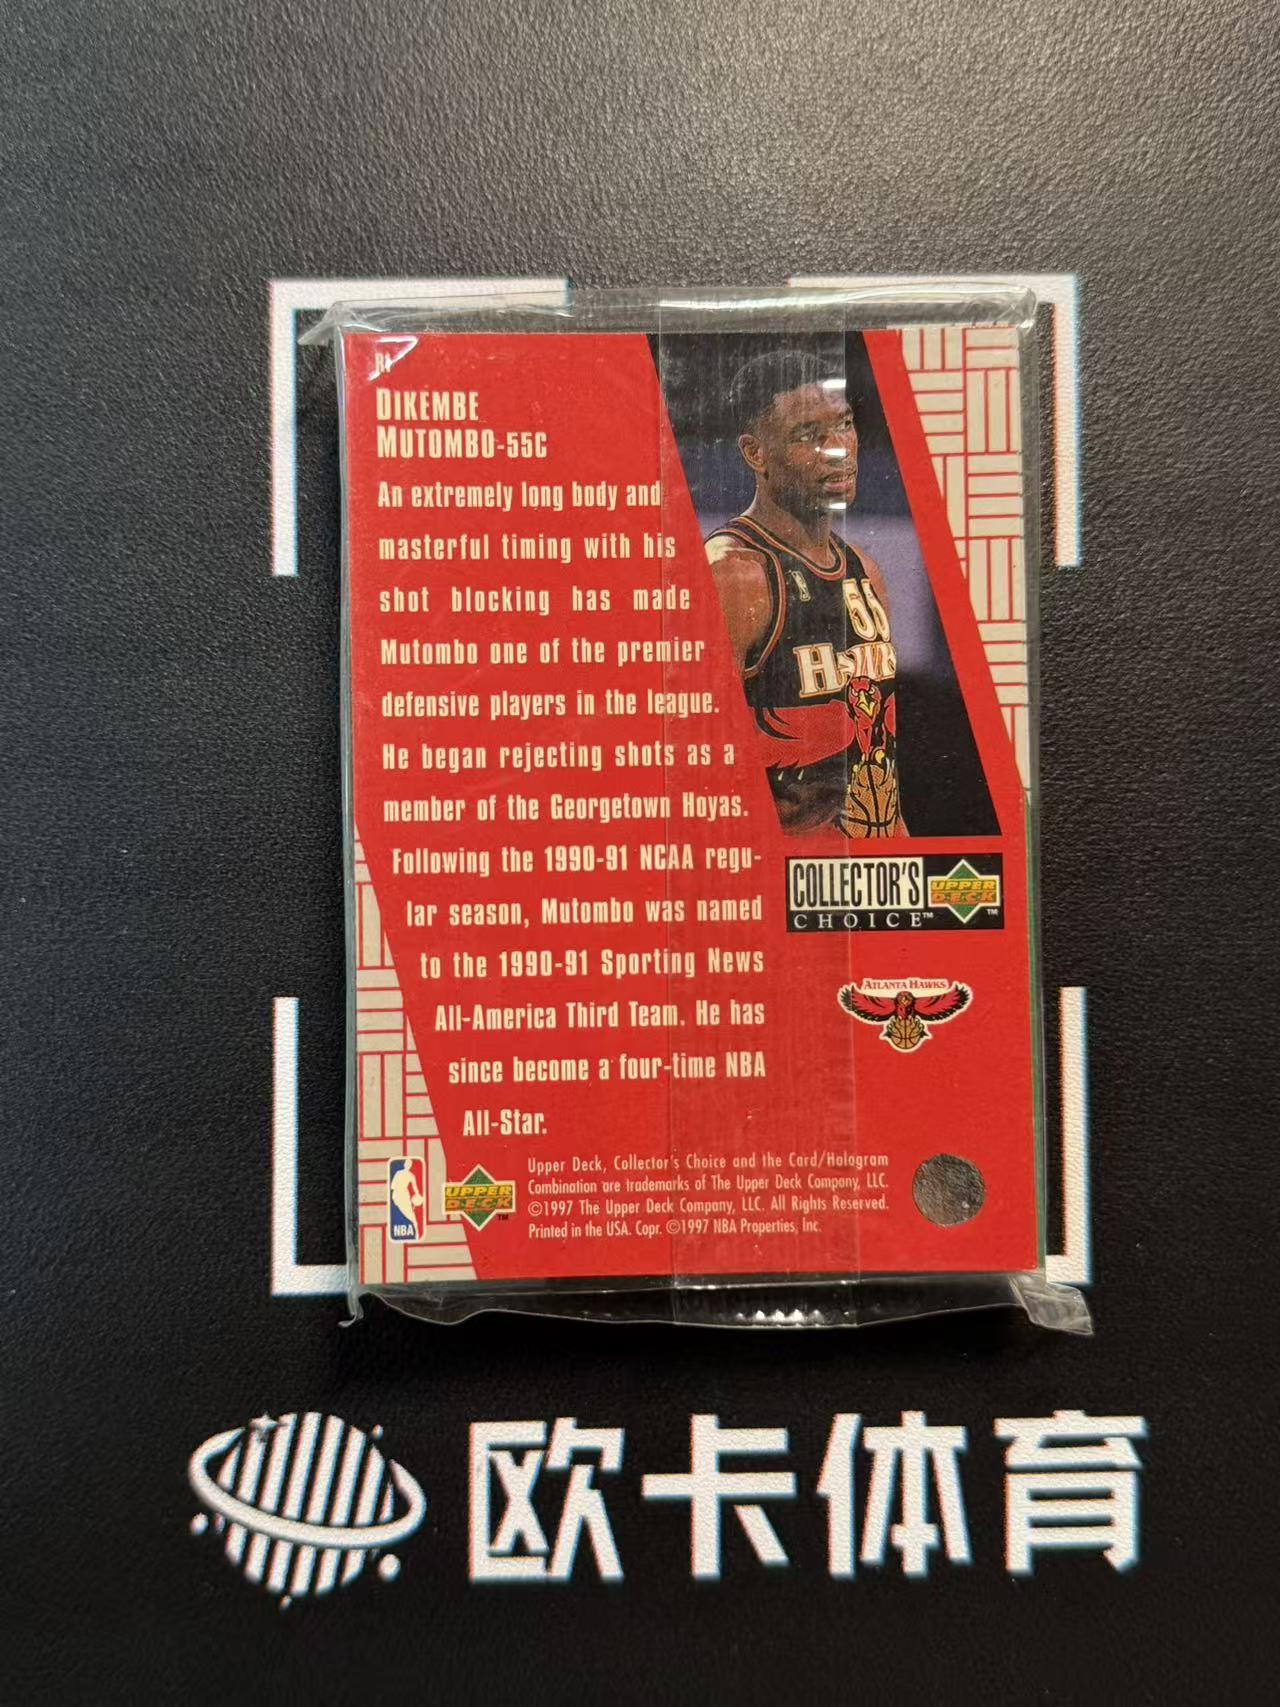 DIKEMBE
MUTOMBO-55C
An extremely long body and
masterful timing with his
shot blocking has made
Mutombo one of the premier
defensive players in the league.
He began rejecting shots as a
member of the Georgetown Hoyas.
Following the 1990-91 NCAA regu-
lar season, Mutombo was named
to the 1990-91 Sporting News
All-America Third Team. He has
since become a four-time NBA
All-Star.
55
HAWK
COLLECTOR'S
CHOICE™
UPPER
DECK
™
ATLANTA HAWKS
NBA
UPPER
DECK
™
Upper Deck, Collector's Choice and the Card/Hologram
Combination are trademarks of The Upper Deck Company, LLC.
©1997 The Upper Deck Company, LLC. All Rights Reserved.
Printed in the USA. Copr. ©1997 NBA Properties, Inc.
欧卡体育